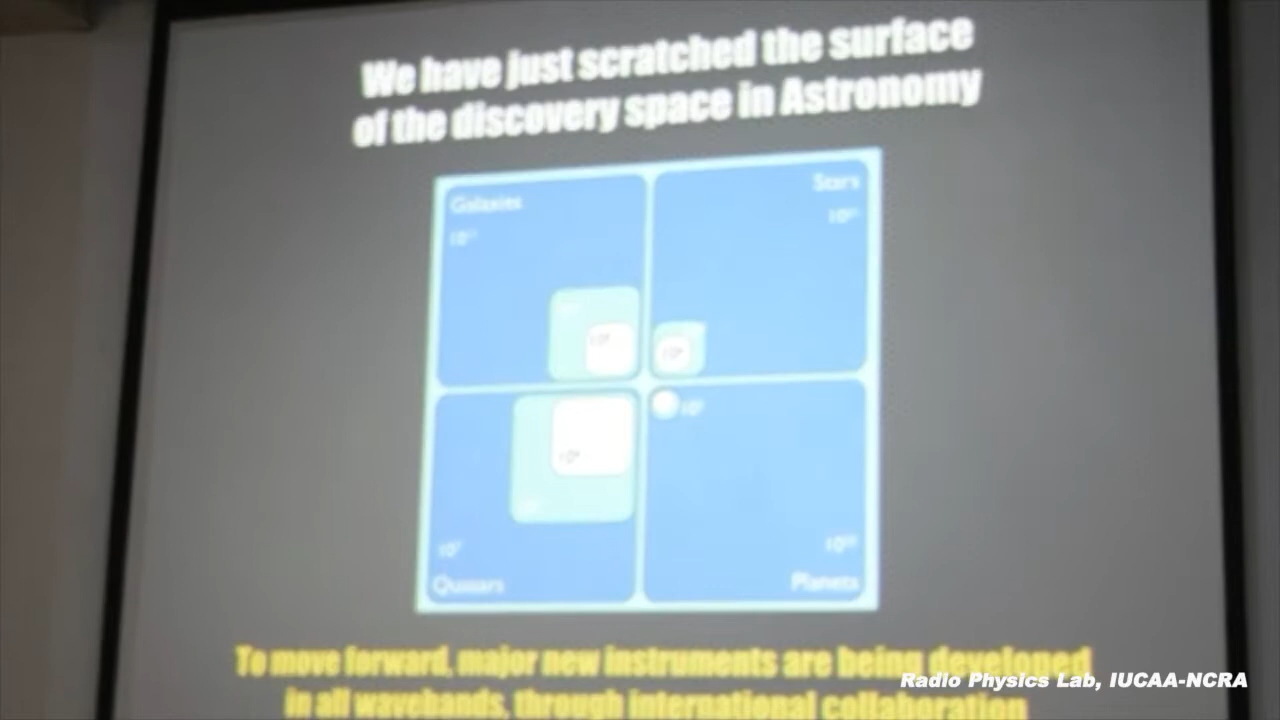 We have just scratched the surface
of the discovery space in Astronomy
Galaxies
Stars
Quasars
Planets
To move forward, major new instruments are being developed
in all wavebands, through international collaboration
Radio Physics Lab, IUCAA-NCRA